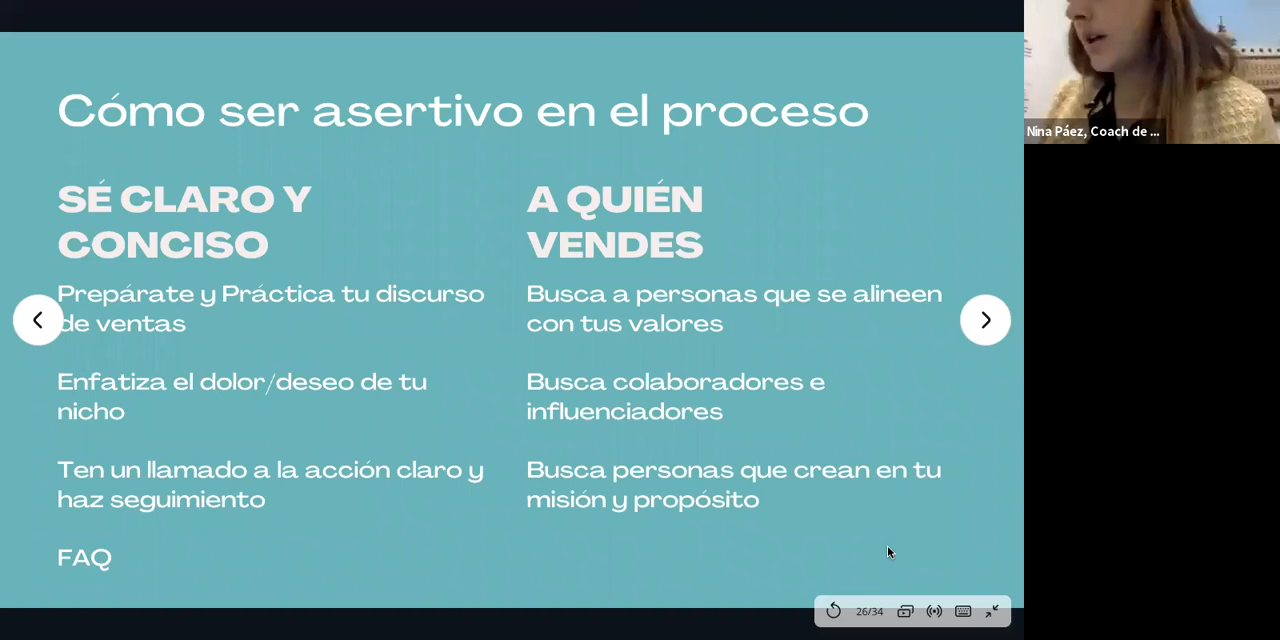 Cómo ser asertivo en el proceso
SÉ CLARO Y
CONCISO
Prepárate y Práctica tu discurso
de ventas
Enfatiza el dolor/deseo de tu
nicho
Ten un llamado a la acción claro y
haz seguimiento
FAQ
A QUIÉN
VENDES
Busca a personas que se alineen
con tus valores
Busca colaboradores e
influenciadores
Busca personas que crean en tu
misión y propósito
Nina Páez, Coach de ...
26/34